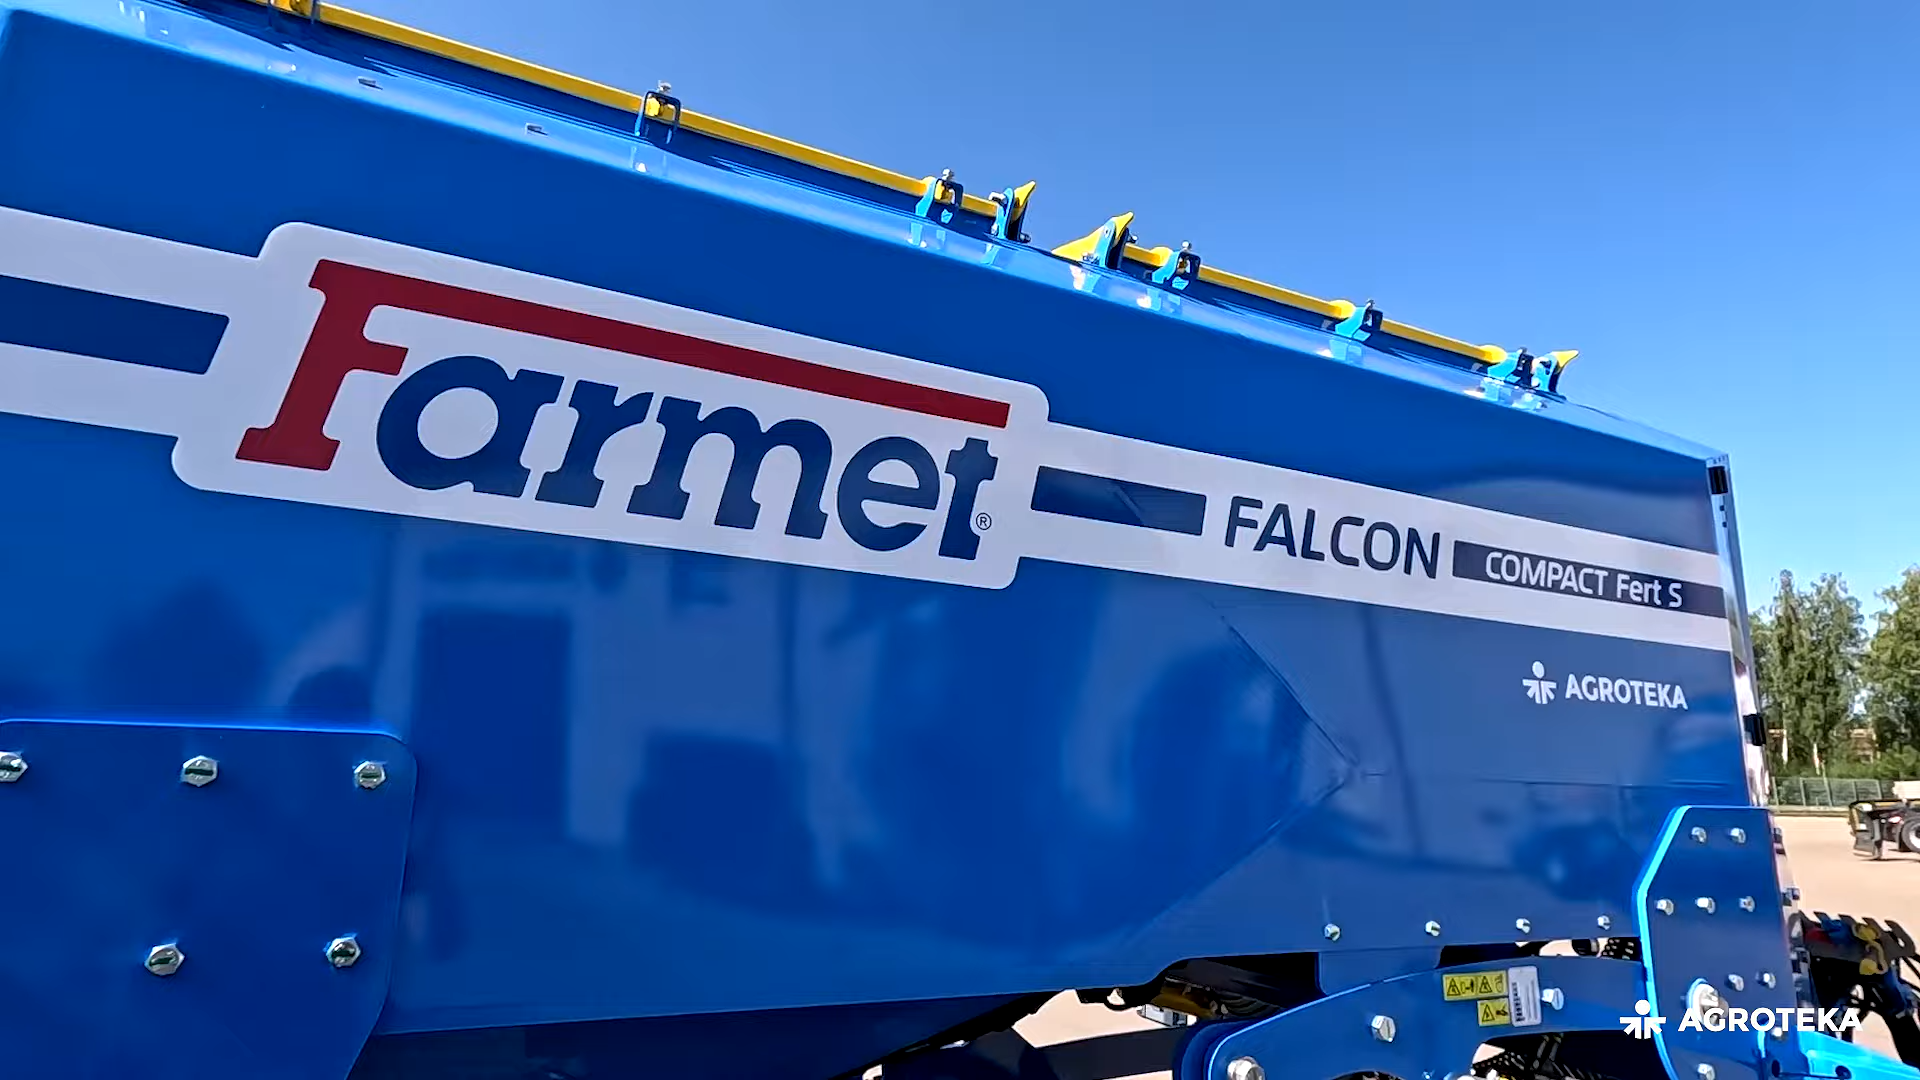 Farmet®
FALCON
COMPACT Fert S
AGROTEKA
AGROTEKA